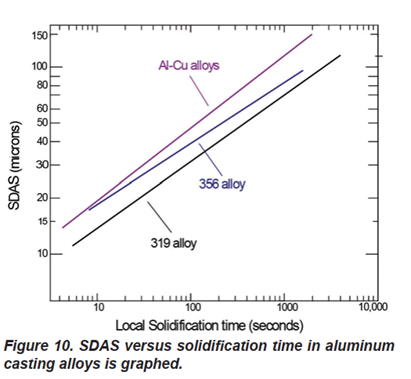 150
100
80
60
50
40
30
20
15
10
SDAS (microns)
Al-Cu alloys
356 alloy
319 alloy
10 100 1000 10,000
Local Solidification time (seconds)
Figure 10. SDAS versus solidification time in aluminum
casting alloys is graphed.